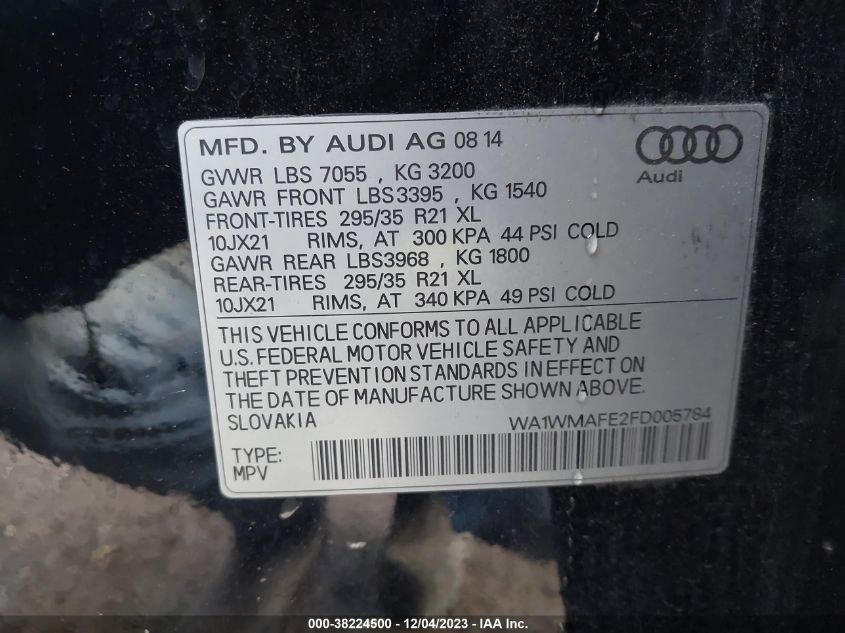 MFD. BY AUDI AG 08 14
Audi
GVWR LBS 7055 , KG 3200
GAWR FRONT LBS3395 , KG 1540
FRONT-TIRES 295/35 R21 XL
10JX21 RIMS, AT 300 KPA 44 PSI COLD
GAWR REAR LBS3968 , KG 1800
REAR-TIRES 295/35 R21 XL
10JX21 RIMS, AT 340 KPA 49 PSI COLD
THIS VEHICLE CONFORMS TO ALL APPLICABLE
U.S. FEDERAL MOTOR VEHICLE SAFETY AND
THEFT PREVENTION STANDARDS IN EFFECT ON
THE DATE OF MANUFACTURE SHOWN ABOVE.
SLOVAKIA WA1WMAFE2FD005784
TYPE:
MPV
000-38224500 - 12/04/2023 - IAA Inc.